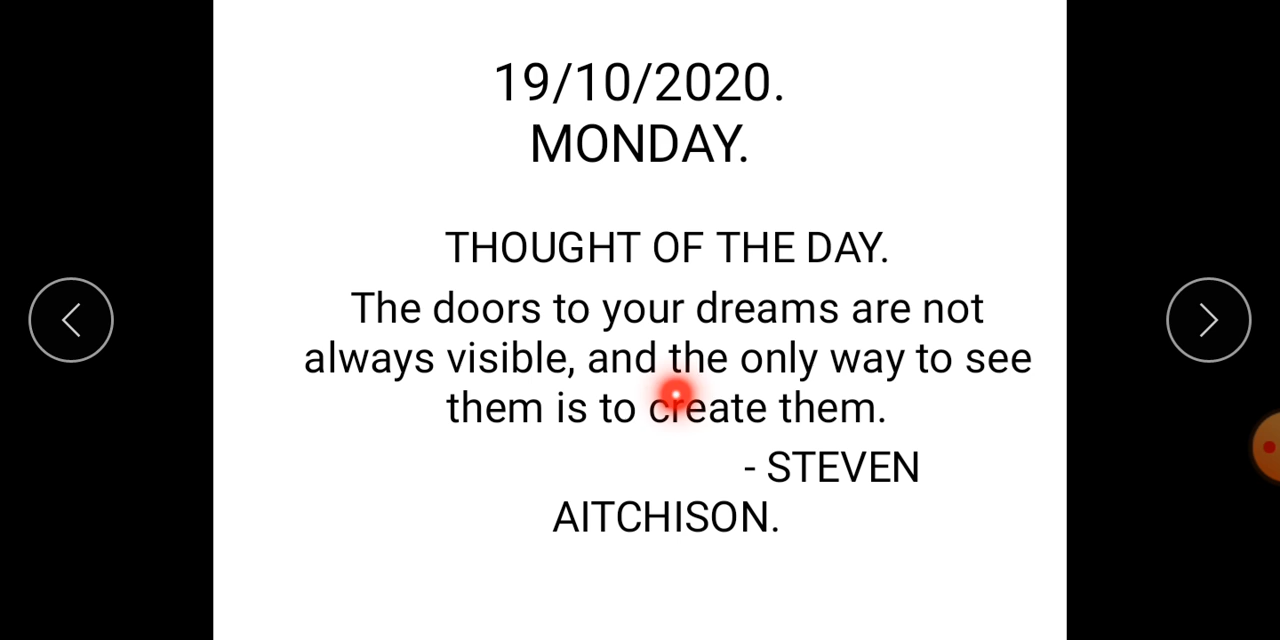 19/10/2020.
MONDAY.
THOUGHT OF THE DAY.
The doors to your dreams are not
always visible, and the only way to see
them is to create them.
- STEVEN
AITCHISON.